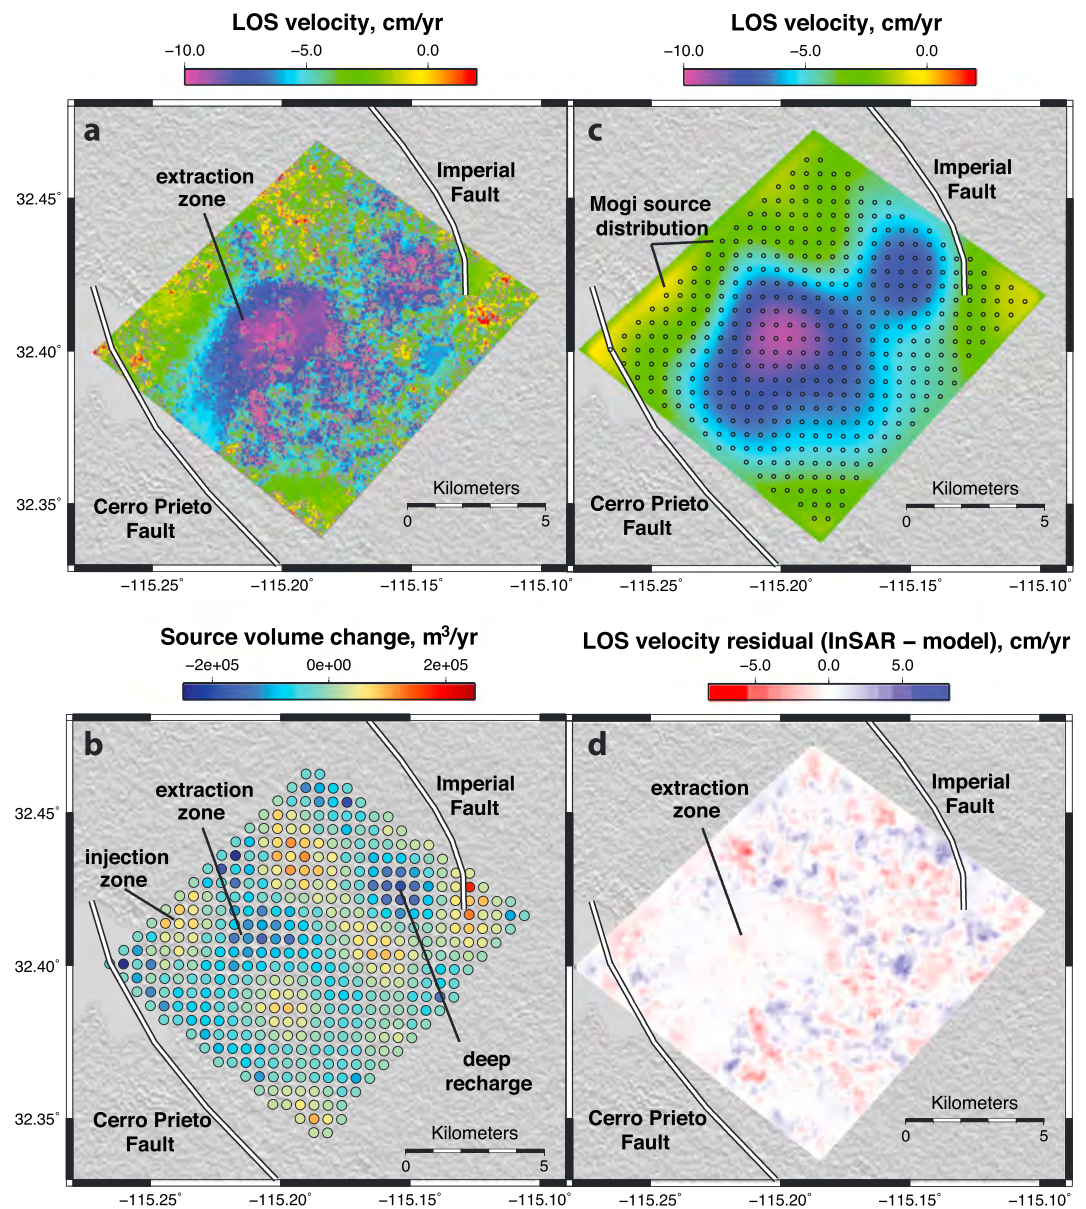 LOS velocity, cm/yr
−10.0 −5.0 0.0
a
extraction
zone
Imperial
Fault
Cerro Prieto
Fault
Kilometers
0 5
32.45°
32.40°
32.35°
−115.25° −115.20° −115.15° −115.10°
LOS velocity, cm/yr
−10.0 −5.0 0.0
c
Mogi source
distribution
Imperial
Fault
Cerro Prieto
Fault
Kilometers
0 5
−115.25° −115.20° −115.15° −115.10°
Source volume change, m³/yr
−2e+05 0e+00 2e+05
b
extraction
zone
injection
zone
Imperial
Fault
deep
recharge
Cerro Prieto
Fault
Kilometers
0 5
32.45°
32.40°
32.35°
−115.25° −115.20° −115.15° −115.10°
LOS velocity residual (InSAR − model), cm/yr
−5.0 0.0 5.0
d
extraction
zone
Imperial
Fault
Cerro Prieto
Fault
Kilometers
0 5
−115.25° −115.20° −115.15° −115.10°